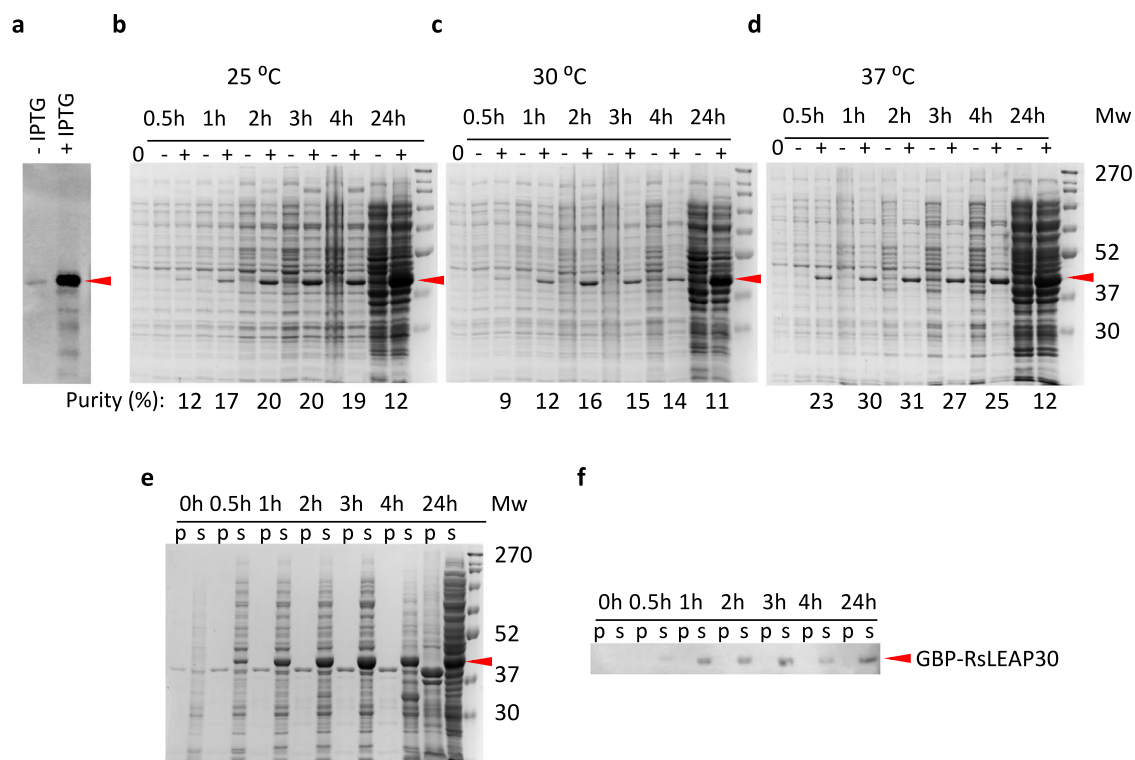 a
b
c
d
- IPTG
+ IPTG
25 ⁰C
30 ⁰C
37 ⁰C
0.5h 1h 2h 3h 4h 24h
0.5h 1h 2h 3h 4h 24h
0.5h 1h 2h 3h 4h 24h
Mw
0 - + - + - + - + - + - +
0 - + - + - + - + - + - +
0 - + - + - + - + - + - +
270
52
37
30
Purity (%): 12 17 20 20 19 12
9 12 16 15 14 11
23 30 31 27 25 12
e
0h 0.5h 1h 2h 3h 4h 24h Mw
p s p s p s p s p s p s p s
270
52
37
30
f
0h 0.5h 1h 2h 3h 4h 24h
p s p s p s p s p s p s p s
GBP-RsLEAP30